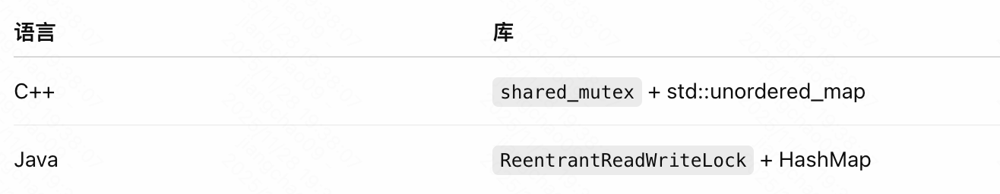 语言 库
C++ shared_mutex + std::unordered_map
Java ReentrantReadWriteLock + HashMap